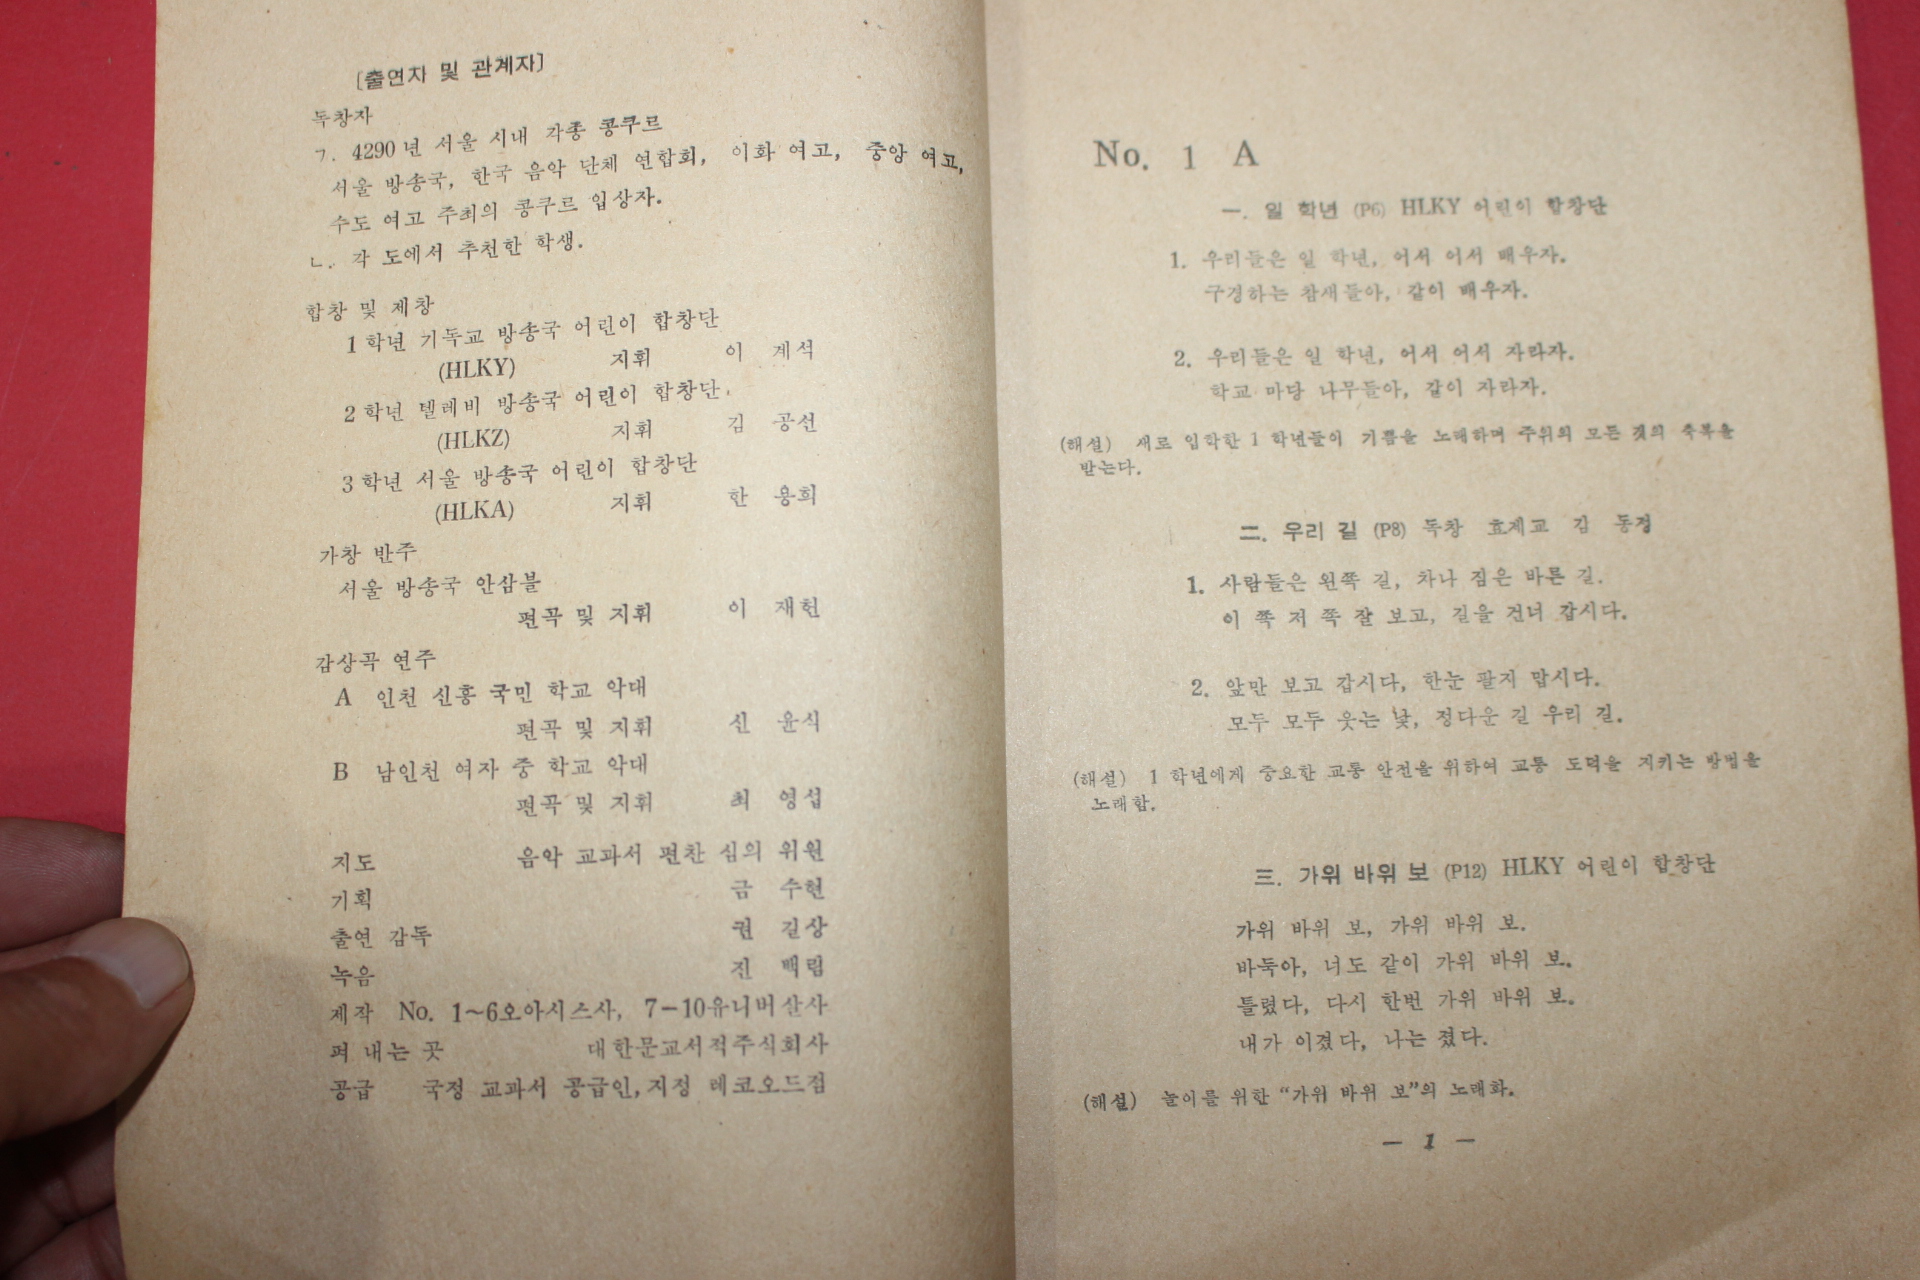 [출연자 및 관계자]
독창자
ㄱ. 4290년 서울 시내 각종 콩쿠르
서울 방송국, 한국 음악 단체 연합회, 이화 여고, 중앙 여고,
수도 여고 주최의 콩쿠르 입상자.
ㄴ. 각 도에서 추천한 학생.
합창 및 제창
1학년 기독교 방송국 어린이 합창단
(HLKY) 지휘 이 계석
2학년 텔레비 방송국 어린이 합창단.
(HLKZ) 지휘 김 공선
3학년 서울 방송국 어린이 합창단
(HLKA) 지휘 한 용희
가창 반주
서울 방송국 안삼블
편곡 및 지휘 이 재헌
감상곡 연주
A 인천 신흥 국민 학교 악대
편곡 및 지휘 신 윤식
B 남인천 여자 중 학교 악대
편곡 및 지휘 최 영섭
지도 음악 교과서 편찬 심의 위원
기획 금 수현
출연 감독 권 길상
녹음 진 백림
제작 No. 1~6오아시스사, 7-10유니버살사
펴 내는 곳 대한문교서적주식회사
공급 국정 교과서 공급인, 지정 레코오드점
No. 1 A
一. 일 학년 (P6) HLKY 어린이 합창단
1. 우리들은 일 학년, 어서 어서 배우자.
구경하는 참새들아, 같이 배우자.
2. 우리들은 일 학년, 어서 어서 자라자.
학교 마당 나무들아, 같이 자라자.
(해설) 새로 입학한 1 학년들이 기쁨을 노래하며 주위의 모든 것의 축복을
받는다.
二. 우리 길 (P8) 독창 효제교 김 동정
1. 사람들은 왼쪽 길, 차나 짐은 바른 길.
이 쪽 저 쪽 잘 보고, 길을 건너 갑시다.
2. 앞만 보고 갑시다, 한눈 팔지 맙시다.
모두 모두 웃는 낯, 정다운 길 우리 길.
(해설) 1 학년에게 중요한 교통 안전을 위하여 교통 도덕을 지키는 방법을
노래함.
三. 가위 바위 보 (P12) HLKY 어린이 합창단
가위 바위 보, 가위 바위 보.
바둑아, 너도 같이 가위 바위 보.
틀렸다, 다시 한번 가위 바위 보.
내가 이겼다, 나는 졌다.
(해설) 놀이를 위한 “가위 바위 보”의 노래화.
— 1 —